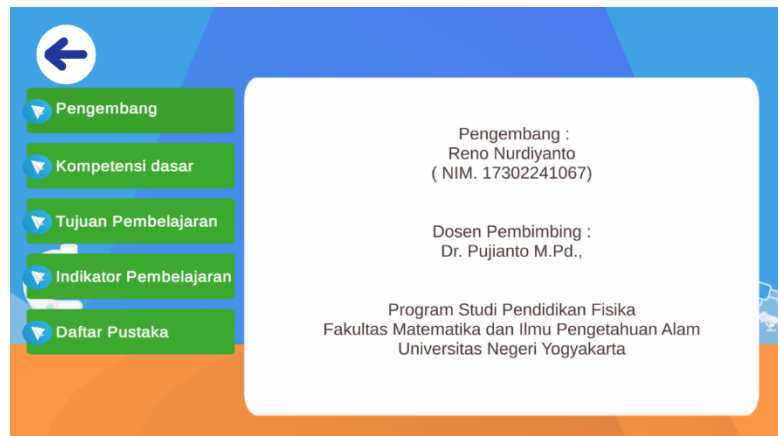 Pengembang
Kompetensi dasar
Tujuan Pembelajaran
Indikator Pembelajaran
Daftar Pustaka
Pengembang :
Reno Nurdiyanto
( NIM. 17302241067)
Dosen Pembimbing :
Dr. Pujianto M.Pd.,
Program Studi Pendidikan Fisika
Fakultas Matematika dan Ilmu Pengetahuan Alam
Universitas Negeri Yogyakarta